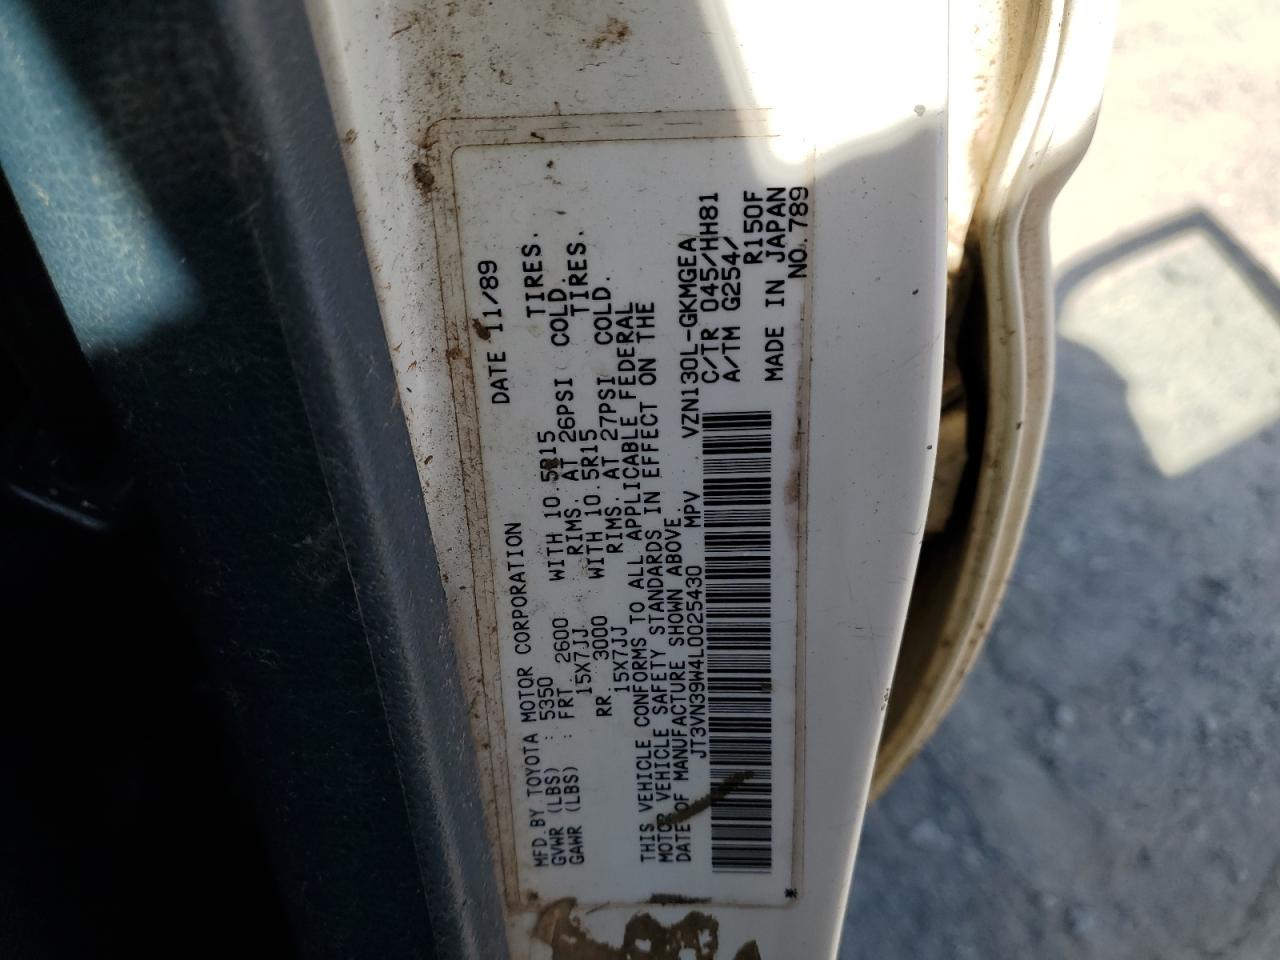 MFD.BY TOYOTA MOTOR CORPORATION DATE 11/89
GVWR (LBS) : 5350
GAWR (LBS) : FRT. 2600 WITH 10.5R15 TIRES.
15X7JJ RIMS. AT 26PSI COLD.
RR. 3000 WITH 10.5R15 TIRES.
15X7JJ RIMS. AT 27PSI COLD.
THIS VEHICLE CONFORMS TO ALL APPLICABLE FEDERAL
MOTOR VEHICLE SAFETY STANDARDS IN EFFECT ON THE
DATE OF MANUFACTURE SHOWN ABOVE.
JT3VN39W4L0025430 MPV VZN130L-GKMGEA
C/TR 045/HH81
A/TM G254/
R150F
MADE IN JAPAN
NO.789